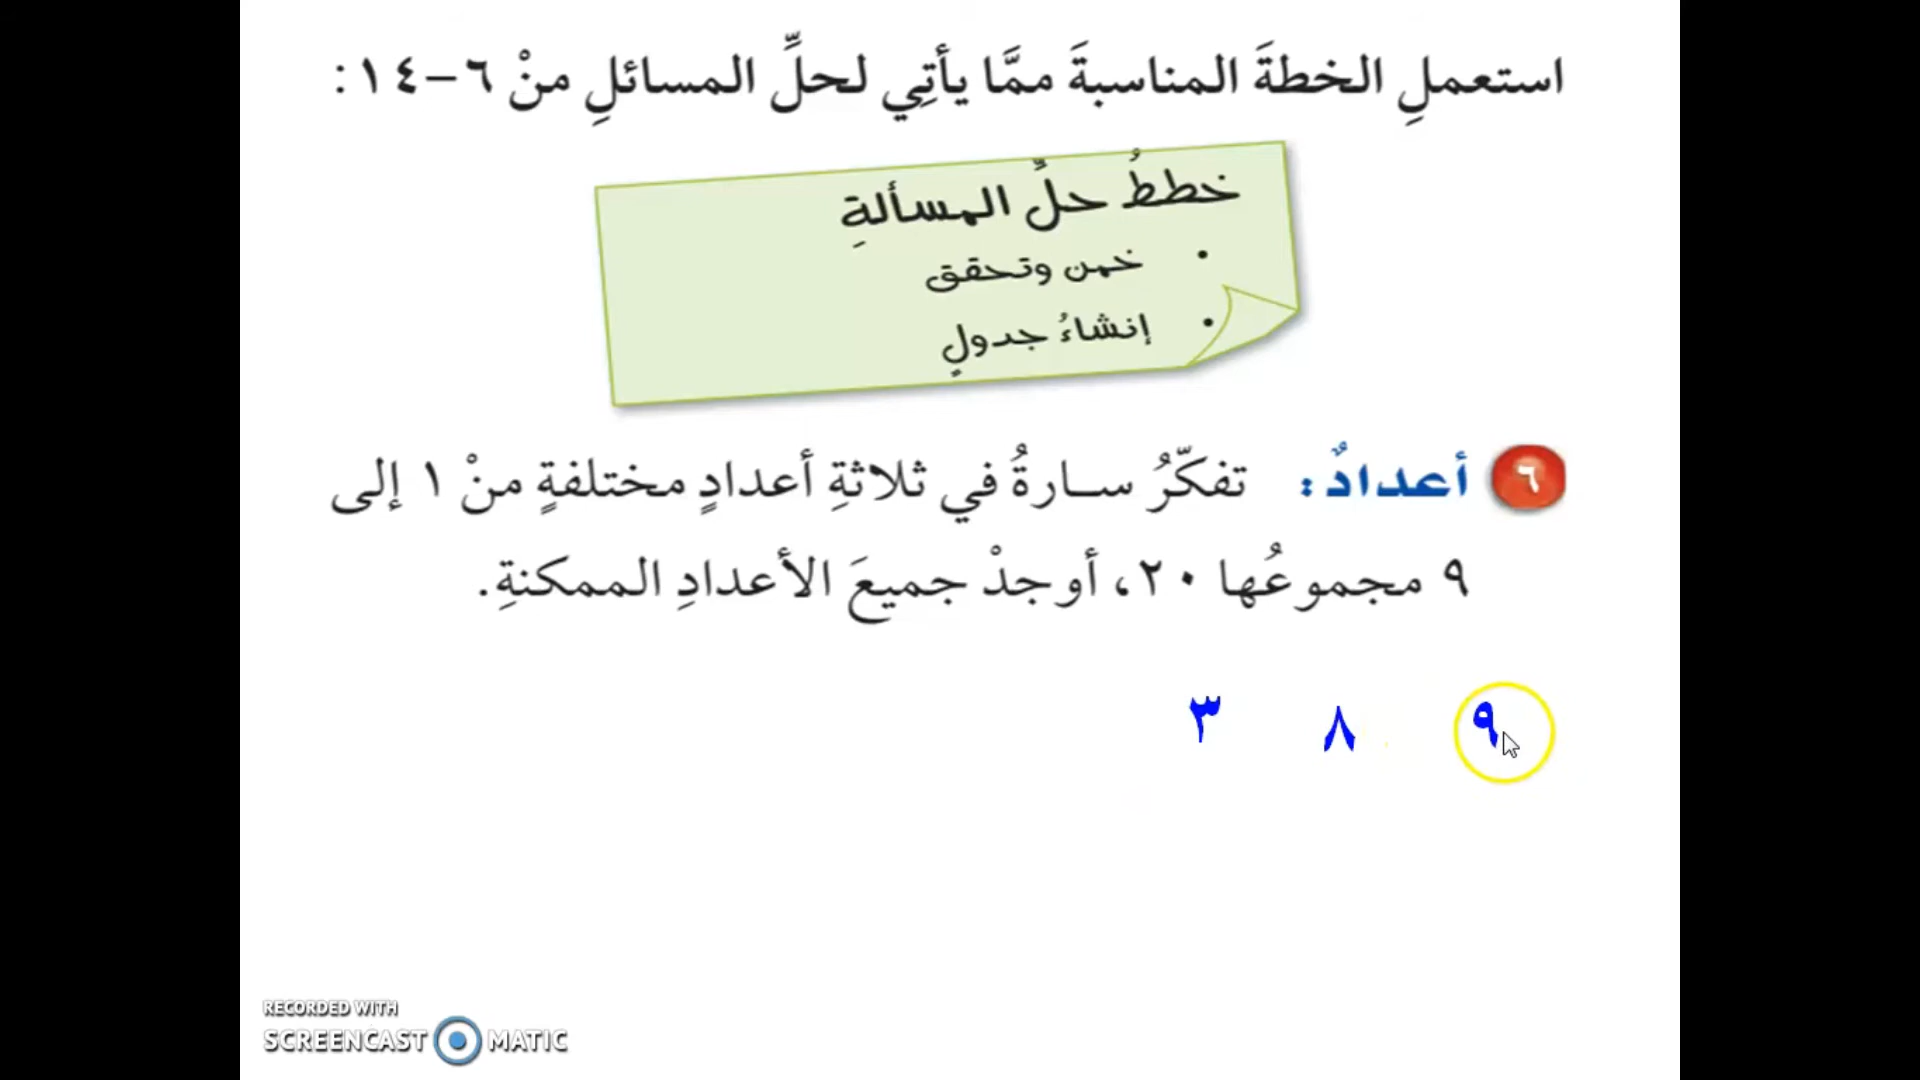 استعملِ الخطةَ المناسبةَ ممَّا يأتِي لحلِّ المسائلِ منْ ٦-١٤:
خططُ حلِّ المسألةِ
• خمن وتحقق
• إنشاءُ جدولٍ
٦ أعدادٌ: تفكّرُ سارةُ في ثلاثةِ أعدادٍ مختلفةٍ منْ ١ إلى
٩ مجموعُها ٢٠، أوجدْ جميعَ الأعدادِ الممكنةِ.
٩ ٨ ٣
RECORDED WITH
SCREENCAST MATIC